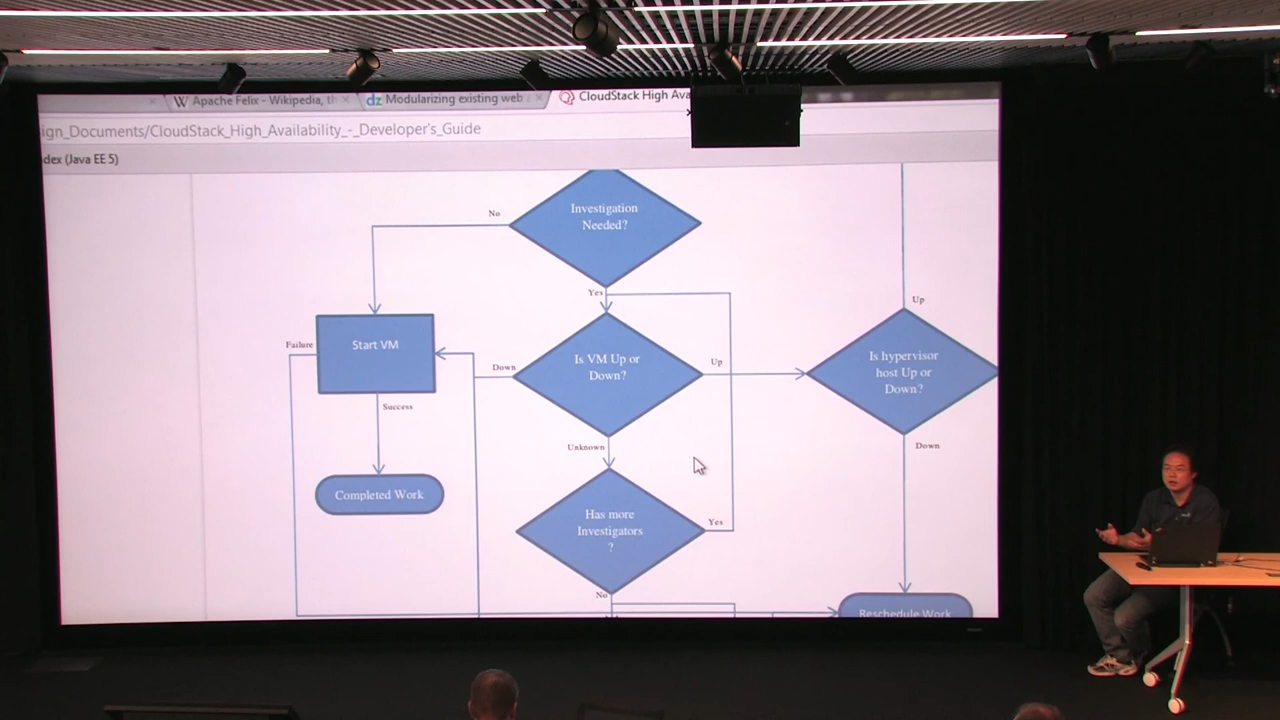 Apache Felix - Wikipedia, th
dz Modularizing existing web
CloudStack High Ava
ign_Documents/CloudStack_High_Availability_-_Developer's_Guide
dex (Java EE 5)
No
Investigation
Needed?
Yes
Up
Failure
Start VM
Down
Is VM Up or
Down?
Up
Is hypervisor
host Up or
Down?
Success
Unknown
Down
Completed Work
Has more
Investigators
?
Yes
No
Reschedule Work